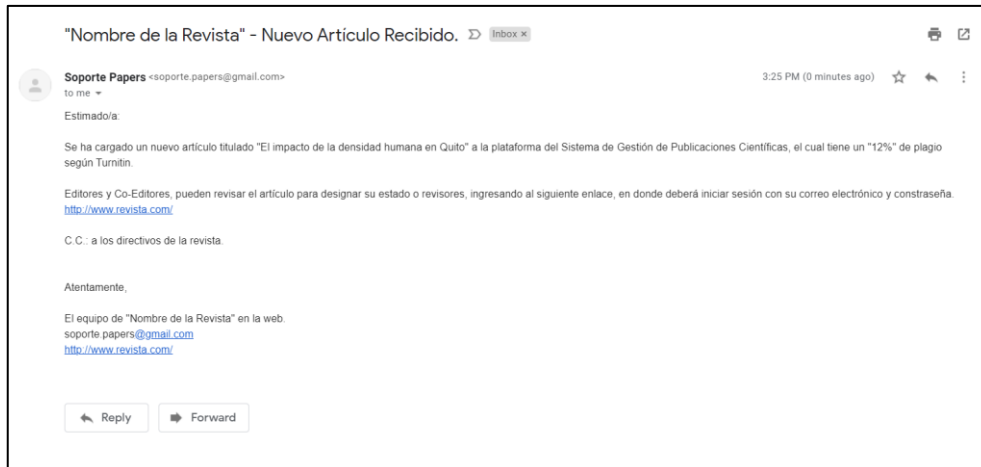 "Nombre de la Revista" - Nuevo Artículo Recibido. Inbox ×
Soporte Papers <soporte.papers@gmail.com> 3:25 PM (0 minutes ago)
to me
Estimado/a:
Se ha cargado un nuevo artículo titulado "El impacto de la densidad humana en Quito" a la plataforma del Sistema de Gestión de Publicaciones Científicas, el cual tiene un "12%" de plagio
según Turnitin.
Editores y Co-Editores, pueden revisar el artículo para designar su estado o revisores, ingresando al siguiente enlace, en donde deberá iniciar sesión con su correo electrónico y constraseña.
http://www.revista.com/
C.C.: a los directivos de la revista.
Atentamente,
El equipo de "Nombre de la Revista" en la web.
soporte.papers@gmail.com
http://www.revista.com/
Reply Forward